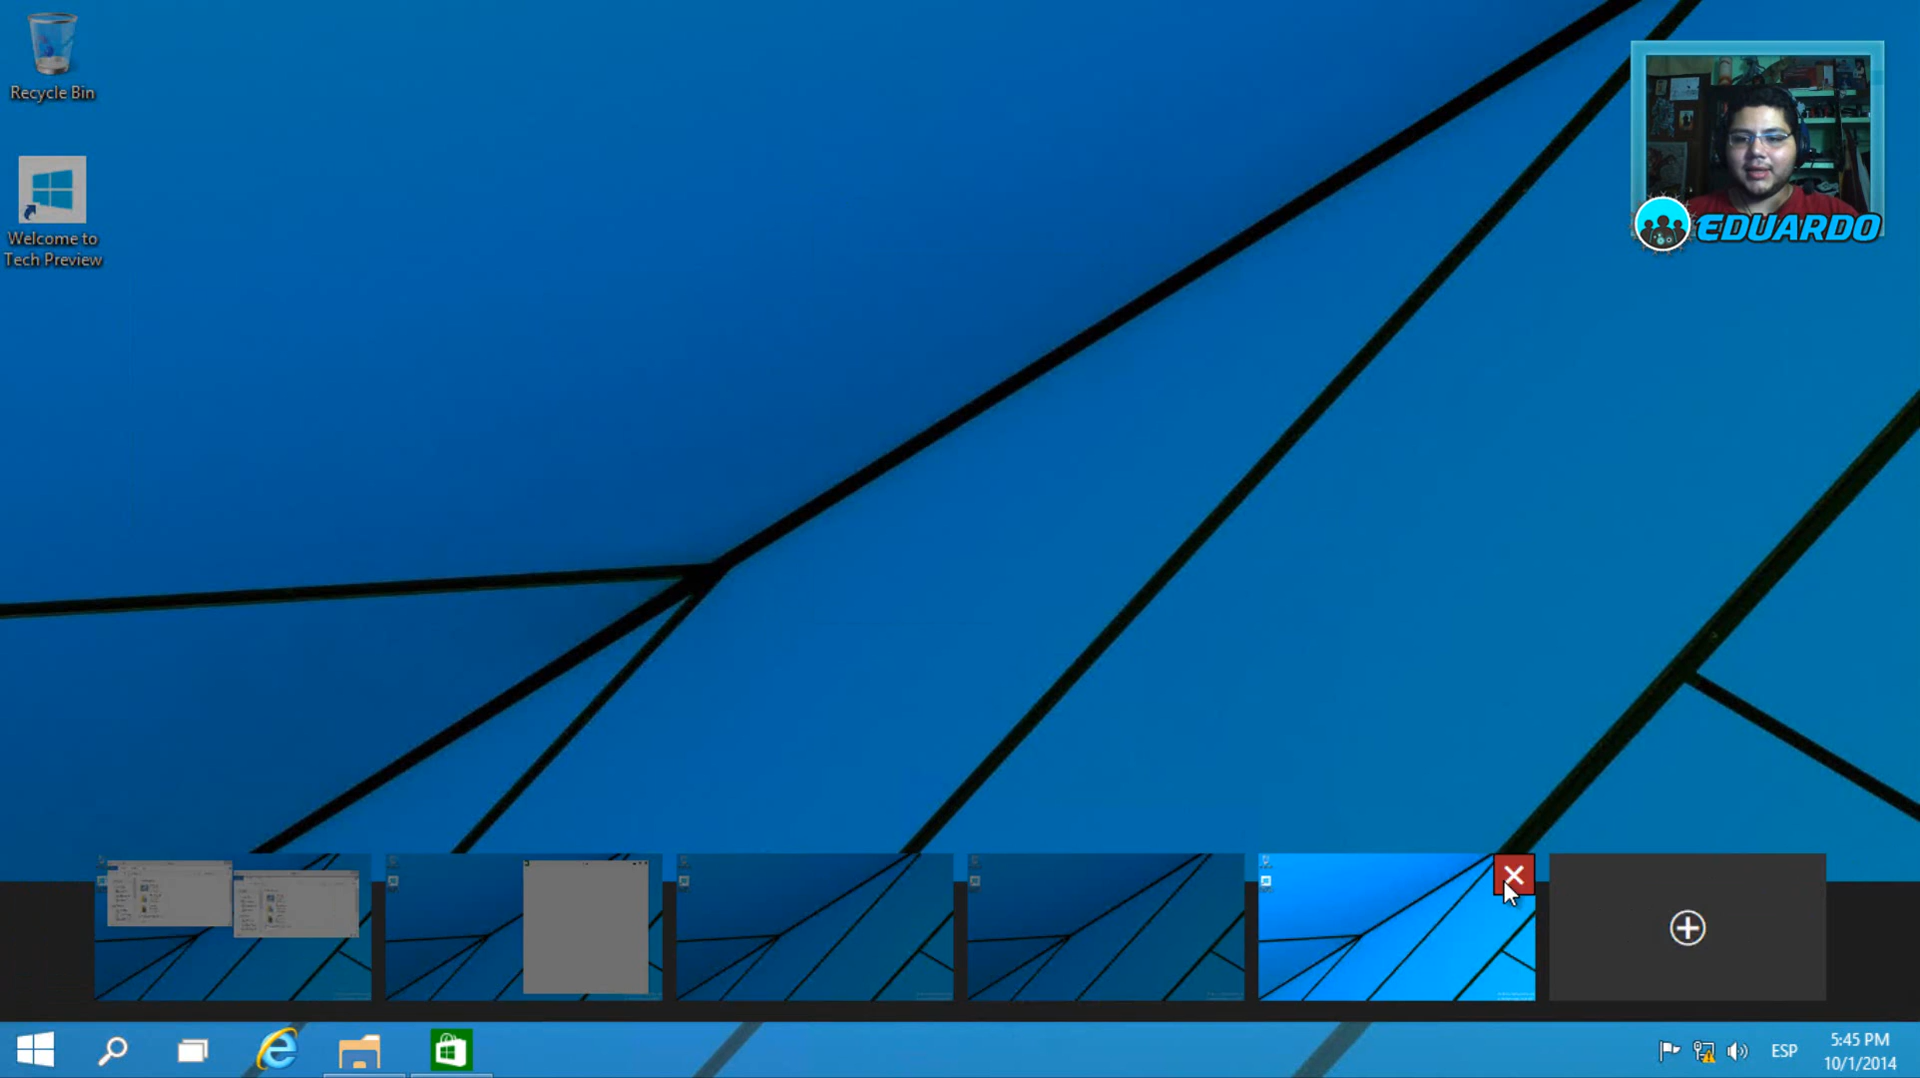 Recycle Bin
Welcome to
Tech Preview
EDUARDO
ESP
5:45 PM
10/1/2014